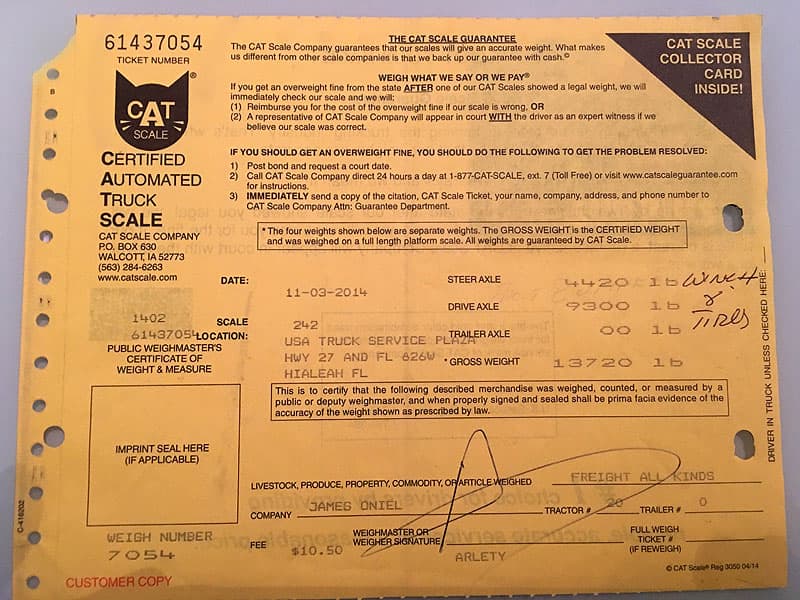 61437054
TICKET NUMBER
CAT
SCALE
®
CERTIFIED
AUTOMATED
TRUCK
SCALE
CAT SCALE COMPANY
P.O. BOX 630
WALCOTT, IA 52773
(563) 284-6263
www.catscale.com
THE CAT SCALE GUARANTEE
The CAT Scale Company guarantees that our scales will give an accurate weight. What makes
us different from other scale companies is that we back up our guarantee with cash.©
WEIGH WHAT WE SAY OR WE PAY®
If you get an overweight fine from the state AFTER one of our CAT Scales showed a legal weight, we will
immediately check our scale and we will:
(1) Reimburse you for the cost of the overweight fine if our scale is wrong, OR
(2) A representative of CAT Scale Company will appear in court WITH the driver as an expert witness if we
believe our scale was correct.
IF YOU SHOULD GET AN OVERWEIGHT FINE, YOU SHOULD DO THE FOLLOWING TO GET THE PROBLEM RESOLVED:
1) Post bond and request a court date.
2) Call CAT Scale Company direct 24 hours a day at 1-877-CAT-SCALE, ext. 7 (Toll Free) or visit www.catscaleguarantee.com
for instructions.
3) IMMEDIATELY send a copy of the citation, CAT Scale Ticket, your name, company, address, and phone number to
CAT Scale Company Attn: Guarantee Department.
CAT SCALE
COLLECTOR
CARD
INSIDE!
* The four weights shown below are separate weights. The GROSS WEIGHT is the CERTIFIED WEIGHT
and was weighed on a full length platform scale. All weights are guaranteed by CAT Scale.
DATE: 11-03-2014
STEER AXLE 4420 lb
DRIVE AXLE 9300 lb
TRAILER AXLE 00 lb
* GROSS WEIGHT 13720 lb
WINCH
&
TIRES
1402
61437054
SCALE 242
LOCATION: USA TRUCK SERVICE PLAZA
HWY 27 AND FL 826W
HIALEAH FL
PUBLIC WEIGHMASTER'S
CERTIFICATE OF
WEIGHT & MEASURE
This is to certify that the following described merchandise was weighed, counted, or measured by a
public or deputy weighmaster, and when properly signed and sealed shall be prima facia evidence of the
accuracy of the weight shown as prescribed by law.
DRIVER IN TRUCK UNLESS CHECKED HERE:
IMPRINT SEAL HERE
(IF APPLICABLE)
LIVESTOCK, PRODUCE, PROPERTY, COMMODITY, OR ARTICLE WEIGHED FREIGHT ALL KINDS
COMPANY JAMES ONIEL TRACTOR # 20 TRAILER # 0
WEIGH NUMBER
7054
FEE $10.50
WEIGHMASTER OR
WEIGHER SIGNATURE
ARLETY
FULL WEIGH
TICKET #
(IF REWEIGH)
CUSTOMER COPY
C-416202
© CAT Scale® Reg 3050 04/14